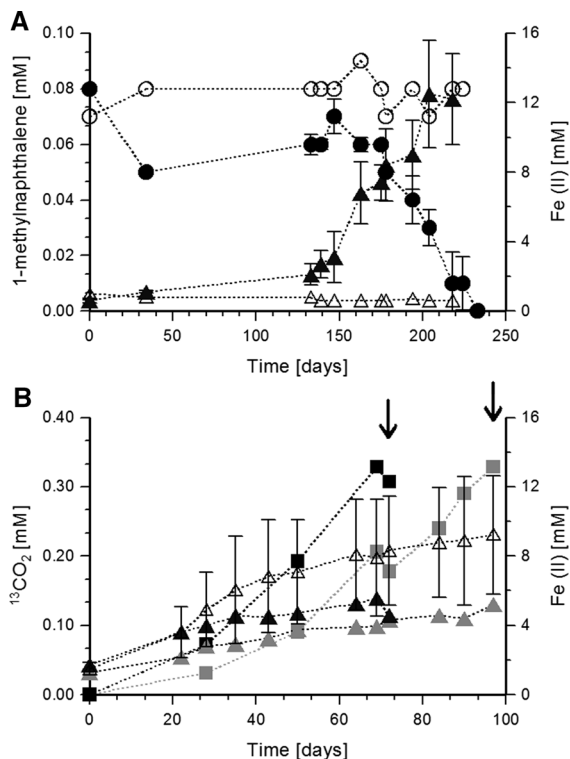 A
1-methylnaphthalene [mM]
0.10
0.08
0.06
0.04
0.02
0.00
16
12
8
4
0
Fe (II) [mM]
0 50 100 150 200 250
Time [days]
B
¹³CO₂ [mM]
0.40
0.30
0.20
0.10
0.00
16
12
8
4
0
Fe (II) [mM]
0 20 40 60 80 100
Time [days]